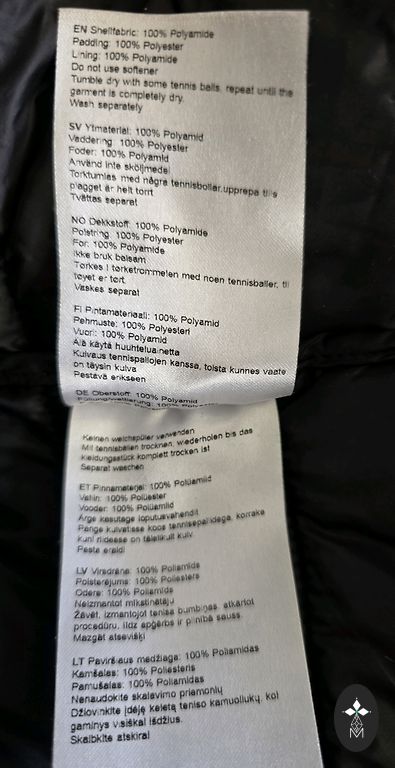 EN Shellfabric: 100% Polyamide
Padding: 100% Polyester
Lining: 100% Polyamide
Do not use softener
Tumble dry with some tennis balls, repeat until the
garment is completely dry.
Wash separately
SV Ytmaterial: 100% Polyamid
Vaddering: 100% Polyester
Foder: 100% Polyamid
Använd inte sköljmedel
Torktumlas med några tennisbollar, upprepa tills
plagget är helt torrt
Tvättas separat
NO Dekkstoff: 100% Polyamide
Polstring: 100% Polyester
For: 100% Polyamide
Ikke bruk balsam
Tørkes i tørketrommelen med noen tennisballer, til
tøyet er tørt
Vaskes separat
FI Pintamateriaali: 100% Polyamid
Pehmuste: 100% Polyesteri
Vuori: 100% Polyamid
Älä käytä huuhteluainetta
Kuivaus tennispallojen kanssa, toista kunnes vaate
on täysin kuiva
Pestävä erikseen
DE Oberstoff: 100% Polyamid
100% Polyester
Keinen weichspüler verwenden
Mit tennisbällen trocknen, wiederholen bis das
kleidungsstück komplett trocken ist
Separat waschen
ET Pinnamaterjal: 100% Polüamiid
Vatiin: 100% Polüester
Vooder: 100% Polüamiid
Ärge kasutage loputusvahendit
Pange kuivatisse koos tennisepallidega, korrake
kuni riideese on täielikult kuiv
Pesta eraldi
LV Virsdrāna: 100% Poliamīds
Polsterējums: 100% Poliesters
Odere: 100% Poliamīds
Neizmantot mīkstinātāju
Žāvēt, izmantojot tenisa bumbiņas, atkārtot
procedūru, līdz apģērbs ir pilnībā sauss
Mazgāt atsevišķi
LT Paviršiaus medžiaga: 100% Poliamidas
Kamšalas: 100% Poliesteris
Pamušalas: 100% Poliamidas
Nenaudokite skalavimo priemonių
Džiovinkite įdėję keletą teniso kamuoliukų, kol
gaminys visiškai išdžius.
Skalbkite atskirai
M